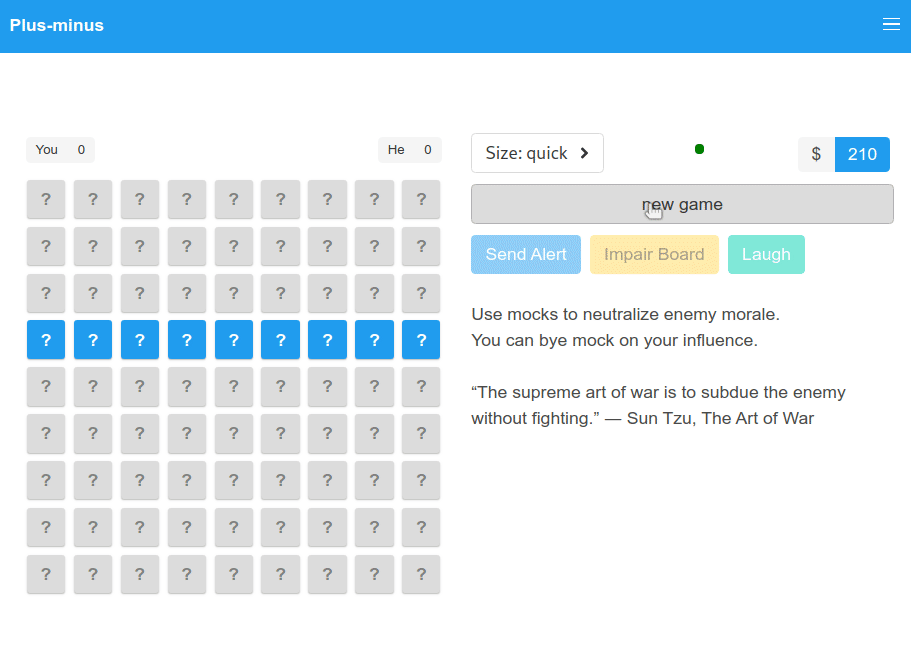 Plus-minus
You 0 He 0
Size: quick $ 210
new game
Send Alert Impair Board Laugh
? ? ? ? ? ? ? ? ?
? ? ? ? ? ? ? ? ?
? ? ? ? ? ? ? ? ?
? ? ? ? ? ? ? ? ?
? ? ? ? ? ? ? ? ?
? ? ? ? ? ? ? ? ?
? ? ? ? ? ? ? ? ?
? ? ? ? ? ? ? ? ?
? ? ? ? ? ? ? ? ?
Use mocks to neutralize enemy morale.
You can bye mock on your influence.
“The supreme art of war is to subdue the enemy
without fighting.” — Sun Tzu, The Art of War